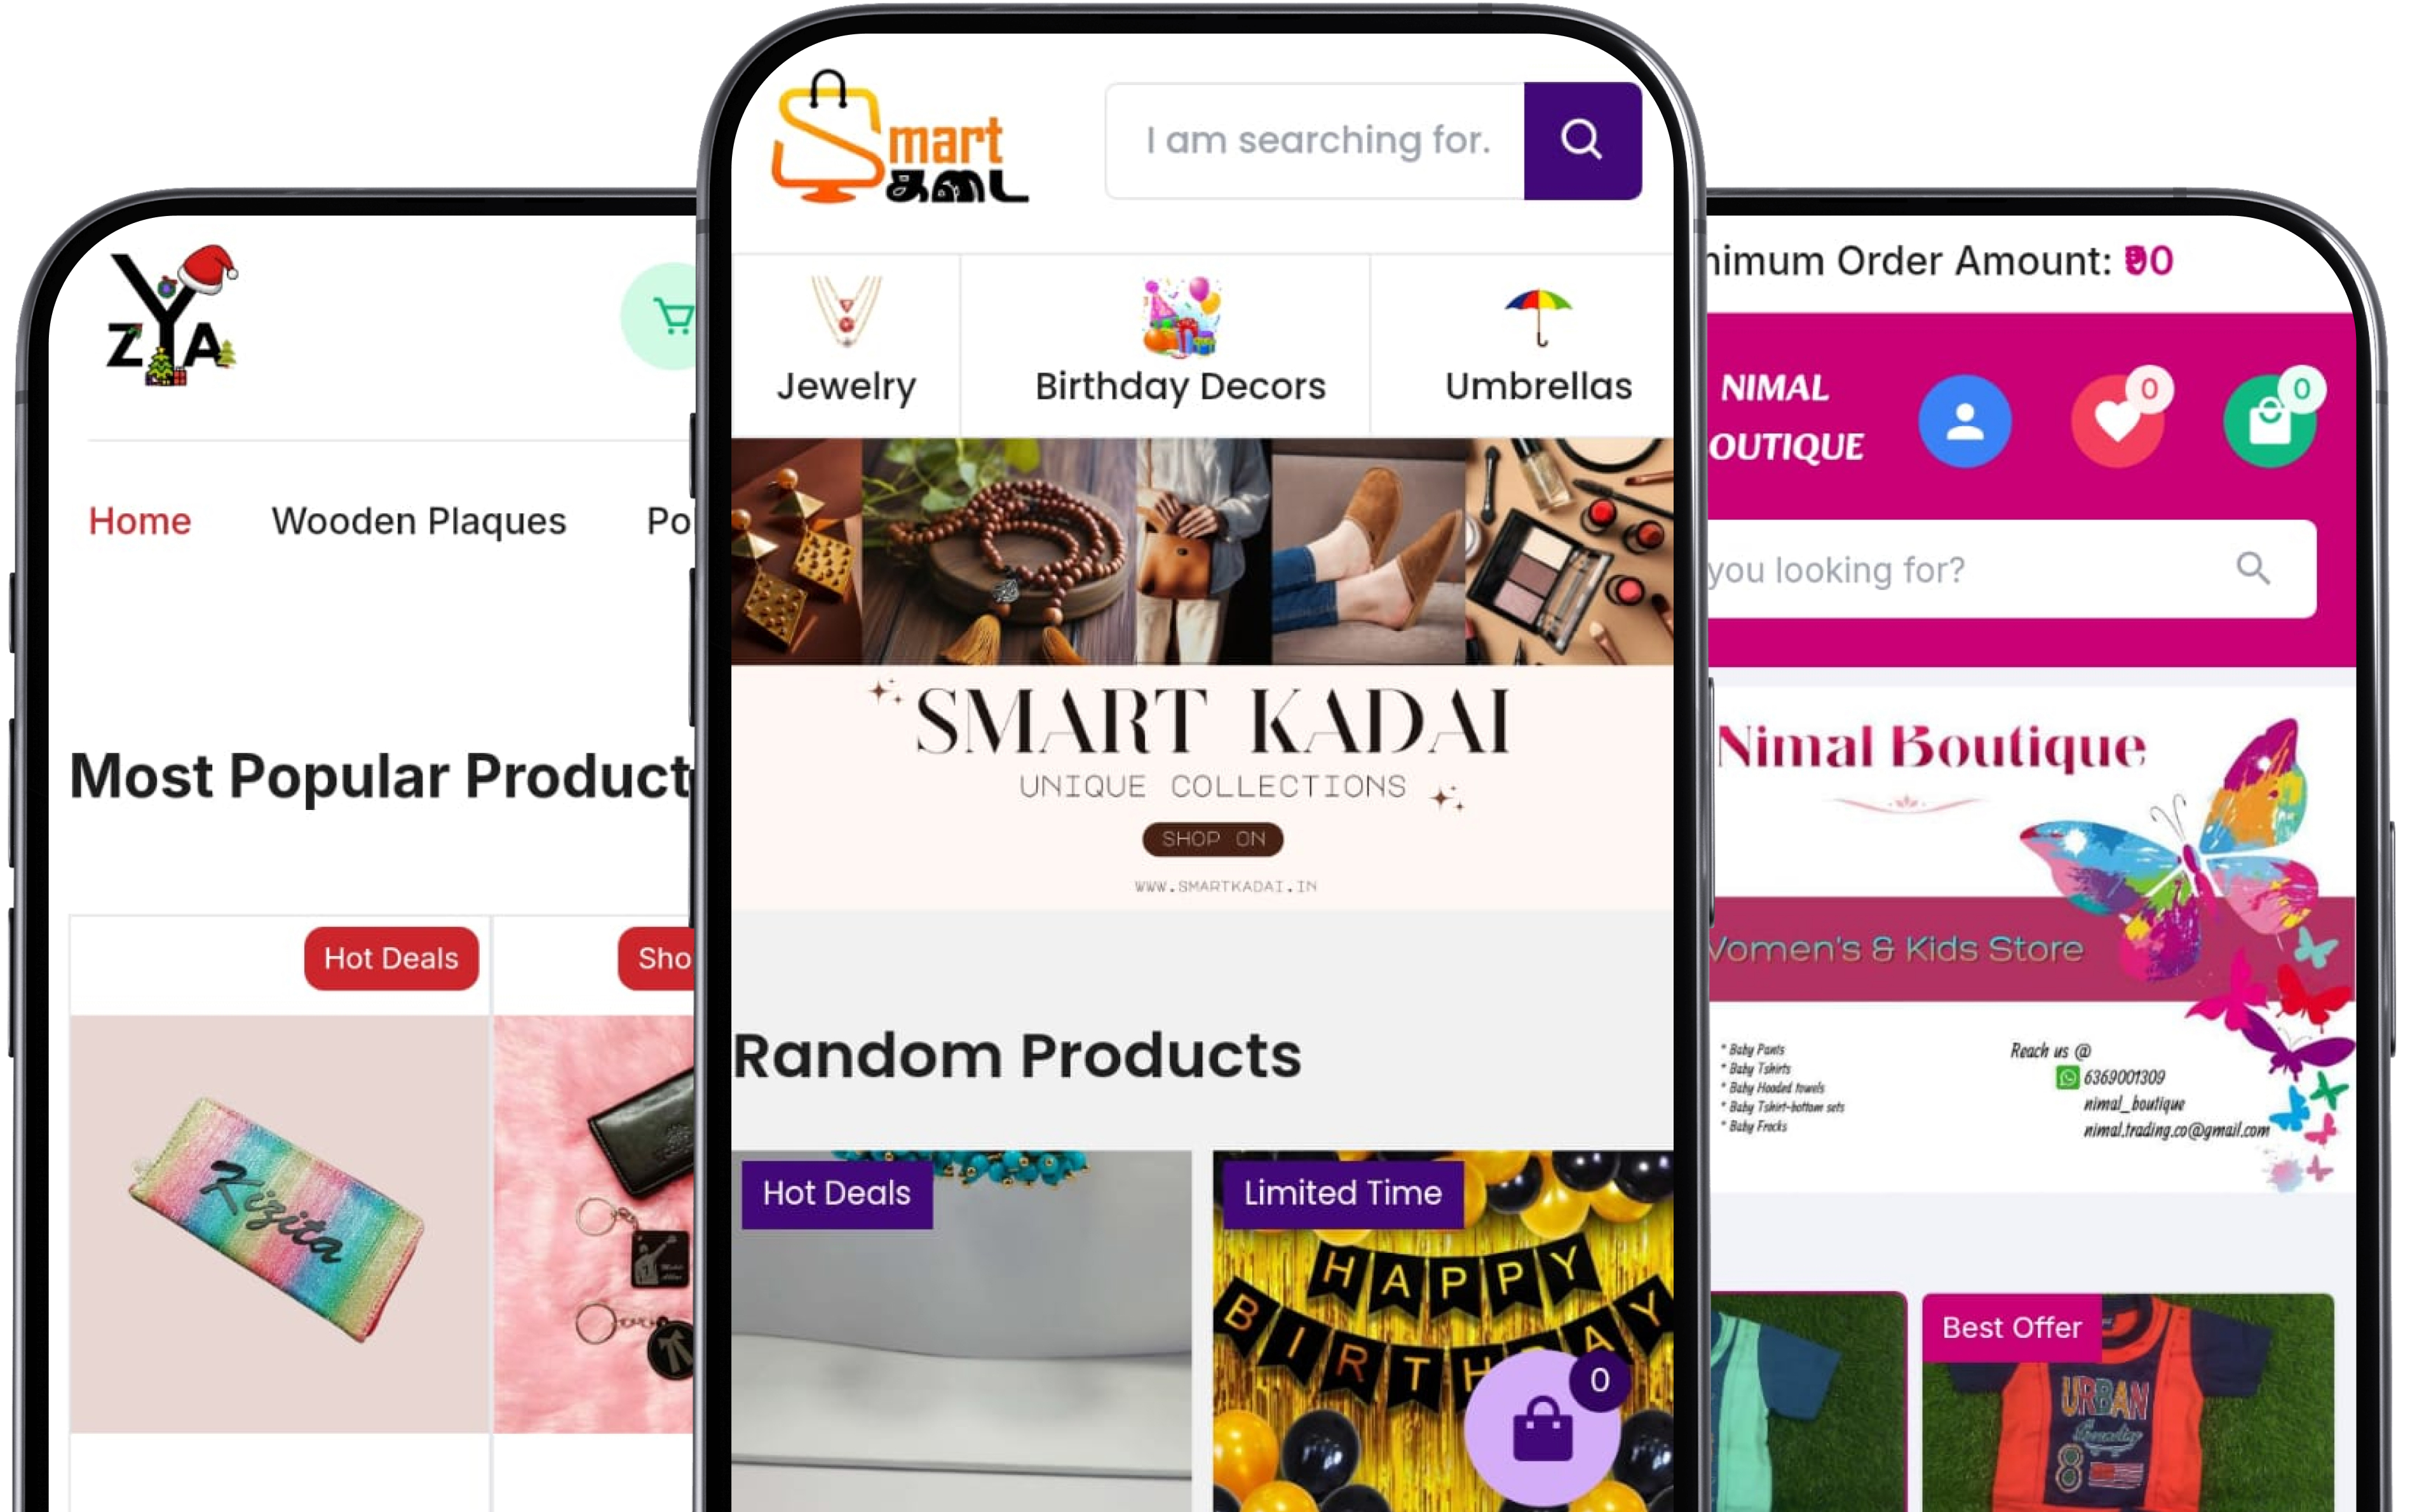 ZYA
Home
Wooden Plaques
Po
Most Popular Product
Hot Deals
Sho
Kizita
Smart
கடை
I am searching for.
Jewelry
Birthday Decors
Umbrellas
SMART KADAI
UNIQUE COLLECTIONS
SHOP ON
WWW.SMARTKADAI.IN
Random Products
Hot Deals
Limited Time
HAPPY
BIRTHDAY
0
nimum Order Amount:
NIMAL
OUTIQUE
0
0
you looking for?
Nimal Boutique
Women's & Kids Store
* Baby Pants
* Baby Tshirts
* Baby Hooded towels
* Baby Tshirt-bottom sets
* Baby Frocks
Reach us @
6369001309
nimal_boutique
nimal.trading.co@gmail.com
Best Offer
URBAN
8